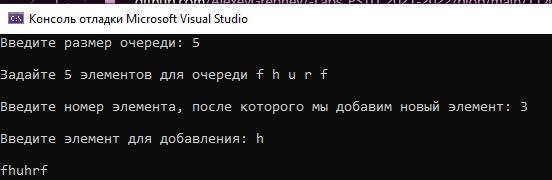 Консоль отладки Microsoft Visual Studio
Введите размер очереди: 5
Задайте 5 элементов для очереди f h u r f
Введите номер элемента, после которого мы добавим новый элемент: 3
Введите элемент для добавления: h
fhuhrf